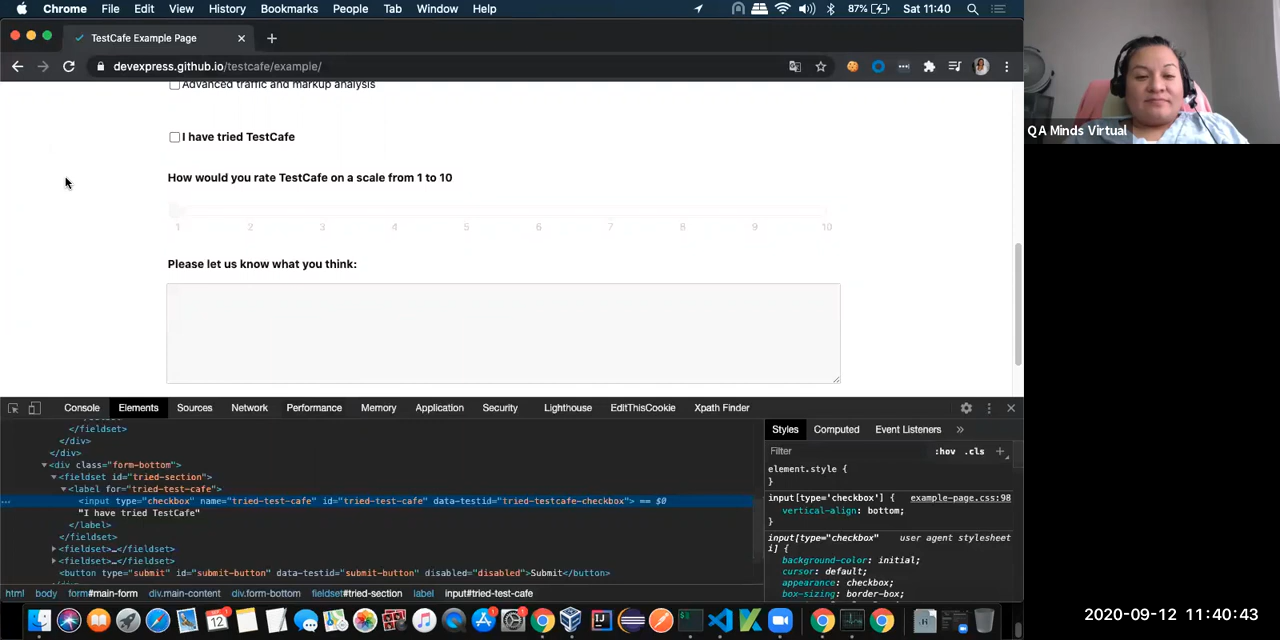 Chrome File Edit View History Bookmarks People Tab Window Help 87% Sat 11:40
TestCafe Example Page
devexpress.github.io/testcafe/example/
Advanced traffic and markup analysis
I have tried TestCafe
How would you rate TestCafe on a scale from 1 to 10
1 2 3 4 5 6 7 8 9 10
Please let us know what you think:
QA Minds Virtual
Console Elements Sources Network Performance Memory Application Security Lighthouse EditThisCookie Xpath Finder
</fieldset>
</div>
</div>
<div class="form-bottom">
<fieldset id="tried-section">
<label for="tried-test-cafe">
<input type="checkbox" name="tried-test-cafe" id="tried-test-cafe" data-testid="tried-testcafe-checkbox"> == $0
"I have tried TestCafe"
</label>
</fieldset>
<fieldset>…</fieldset>
<fieldset>…</fieldset>
<button type="submit" id="submit-button" data-testid="submit-button" disabled="disabled">Submit</button>
html body form#main-form div.main-content div.form-bottom fieldset#tried-section label input#tried-test-cafe
Styles Computed Event Listeners »
Filter :hov .cls +
element.style {
}
input[type='checkbox'] { example-page.css:98
vertical-align: bottom;
}
input[type="checkbox" user agent stylesheet
i] {
background-color: initial;
cursor: default;
appearance: checkbox;
box-sizing: border-box;
2020-09-12 11:40:43